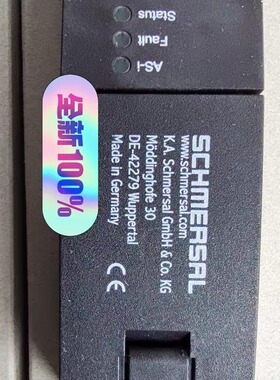 Status
Fault
AS-i
全新100%
SCHMERSAL
www.schmersal.com
K.A. Schmersal GmbH & Co. KG
Möddinghofe 30
DE-42279 Wuppertal
Made in Germany
CE